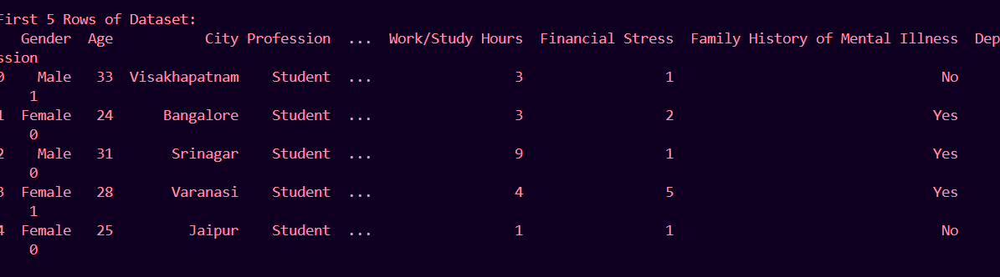 First 5 Rows of Dataset:
Gender Age City Profession ... Work/Study Hours Financial Stress Family History of Mental Illness Dep
ssion
0 Male 33 Visakhapatnam Student ... 3 1 No
1
1 Female 24 Bangalore Student ... 3 2 Yes
0
2 Male 31 Srinagar Student ... 9 1 Yes
0
3 Female 28 Varanasi Student ... 4 5 Yes
1
4 Female 25 Jaipur Student ... 1 1 No
0